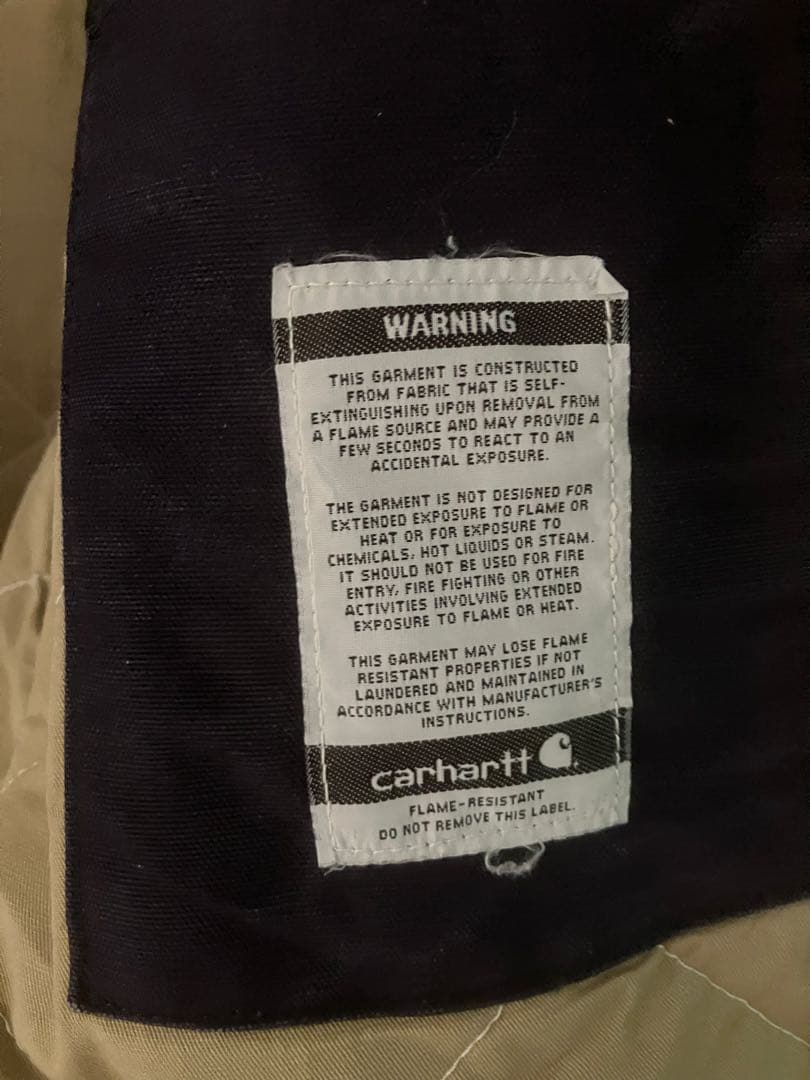 WARNING
THIS GARMENT IS CONSTRUCTED
FROM FABRIC THAT IS SELF-
EXTINGUISHING UPON REMOVAL FROM
A FLAME SOURCE AND MAY PROVIDE A
FEW SECONDS TO REACT TO AN
ACCIDENTAL EXPOSURE.
THE GARMENT IS NOT DESIGNED FOR
EXTENDED EXPOSURE TO FLAME OR
HEAT OR FOR EXPOSURE TO
CHEMICALS, HOT LIQUIDS OR STEAM.
IT SHOULD NOT BE USED FOR FIRE
ENTRY, FIRE FIGHTING OR OTHER
ACTIVITIES INVOLVING EXTENDED
EXPOSURE TO FLAME OR HEAT.
THIS GARMENT MAY LOSE FLAME
RESISTANT PROPERTIES IF NOT
LAUNDERED AND MAINTAINED IN
ACCORDANCE WITH MANUFACTURER'S
INSTRUCTIONS.
carhartt
FLAME-RESISTANT
DO NOT REMOVE THIS LABEL.